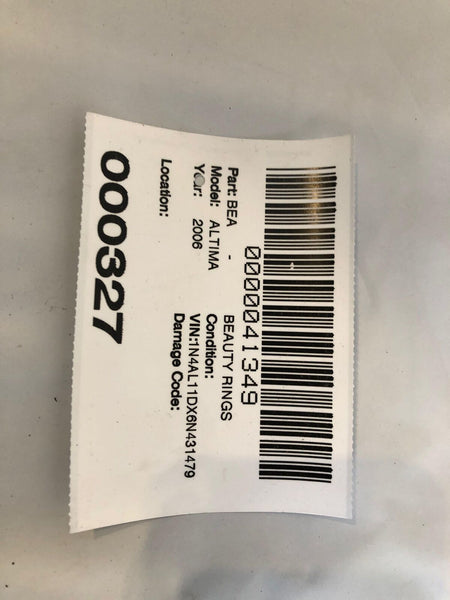 0000041349
Part: BEA - BEAUTY RINGS
Model: ALTIMA Condition:
Year: 2006 VIN:1N4AL11DX6N431479
Damage Code:
Location:
000327